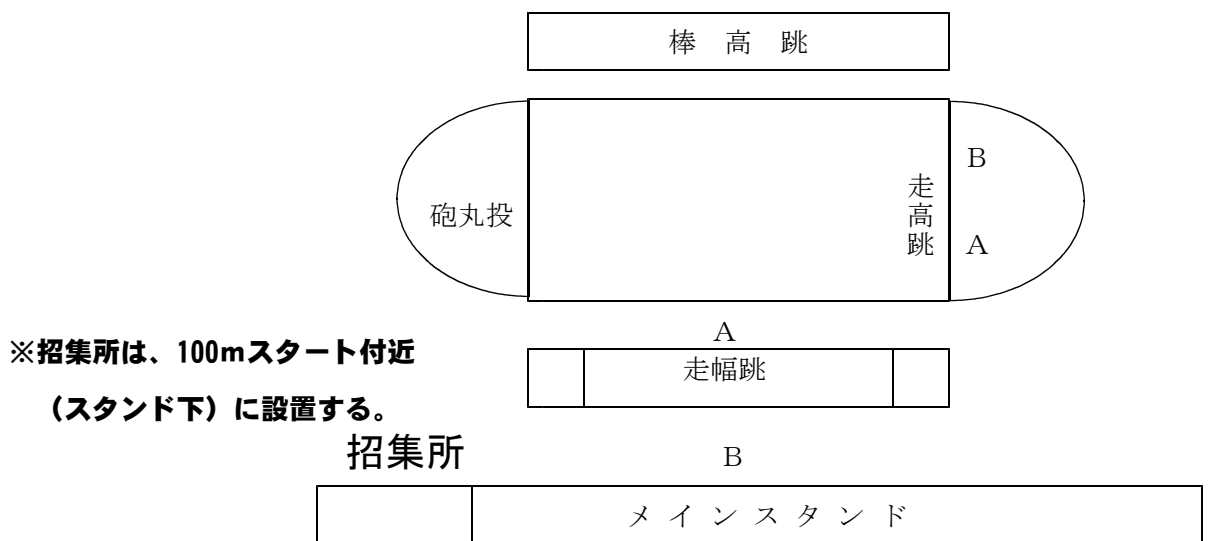 棒 高 跳
B
砲丸投
走高跳
A
A
※招集所は、100mスタート付近
走幅跳
（スタンド下）に設置する。
招集所
B
メ イ ン ス タ ン ド